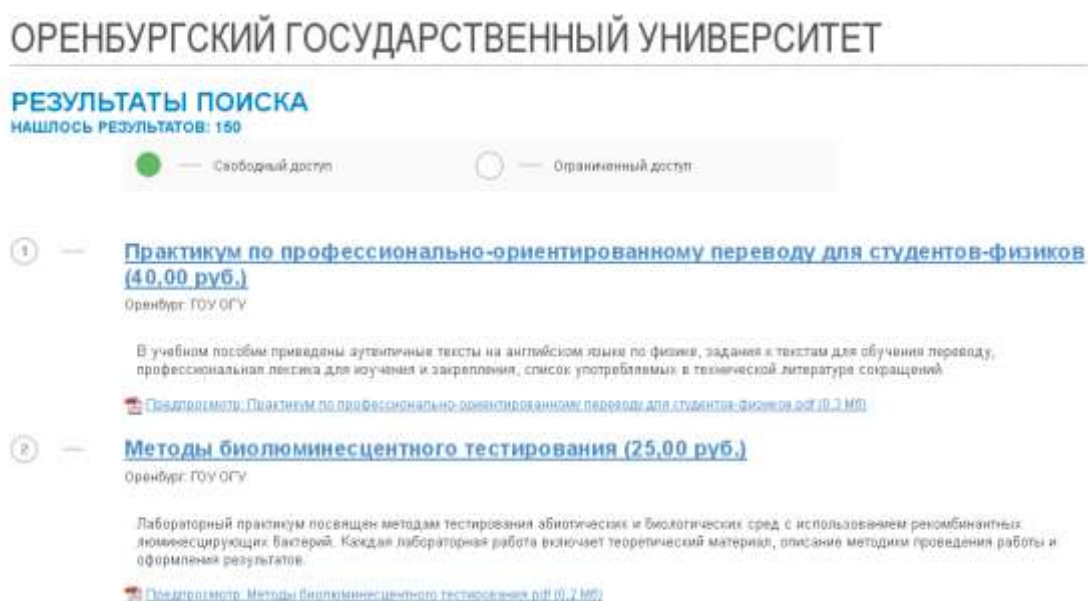 ОРЕНБУРГСКИЙ ГОСУДАРСТВЕННЫЙ УНИВЕРСИТЕТ
РЕЗУЛЬТАТЫ ПОИСКА
НАШЛОСЬ РЕЗУЛЬТАТОВ: 150
— Свободный доступ — Ограниченный доступ
1 — Практикум по профессионально-ориентированному переводу для студентов-физиков
(40,00 руб.)
Оренбург: ГОУ ОГУ
В учебном пособии приведены аутентичные тексты на английском языке по физике, задания к текстам для обучения переводу,
профессиональная лексика для изучения и закрепления, список употребляемых в технической литературе сокращений
Предпросмотр: Практикум по профессионально-ориентированному переводу для студентов-физиков.pdf (0,3 Мб)
2 — Методы биолюминесцентного тестирования (25,00 руб.)
Оренбург: ГОУ ОГУ
Лабораторный практикум посвящен методам тестирования абиотических и биологических сред с использованием рекомбинантных
люминесцирующих бактерий. Каждая лабораторная работа включает теоретический материал, описание методики проведения работы и
оформления результатов.
Предпросмотр: Методы биолюминесцентного тестирования.pdf (0,2 Мб)